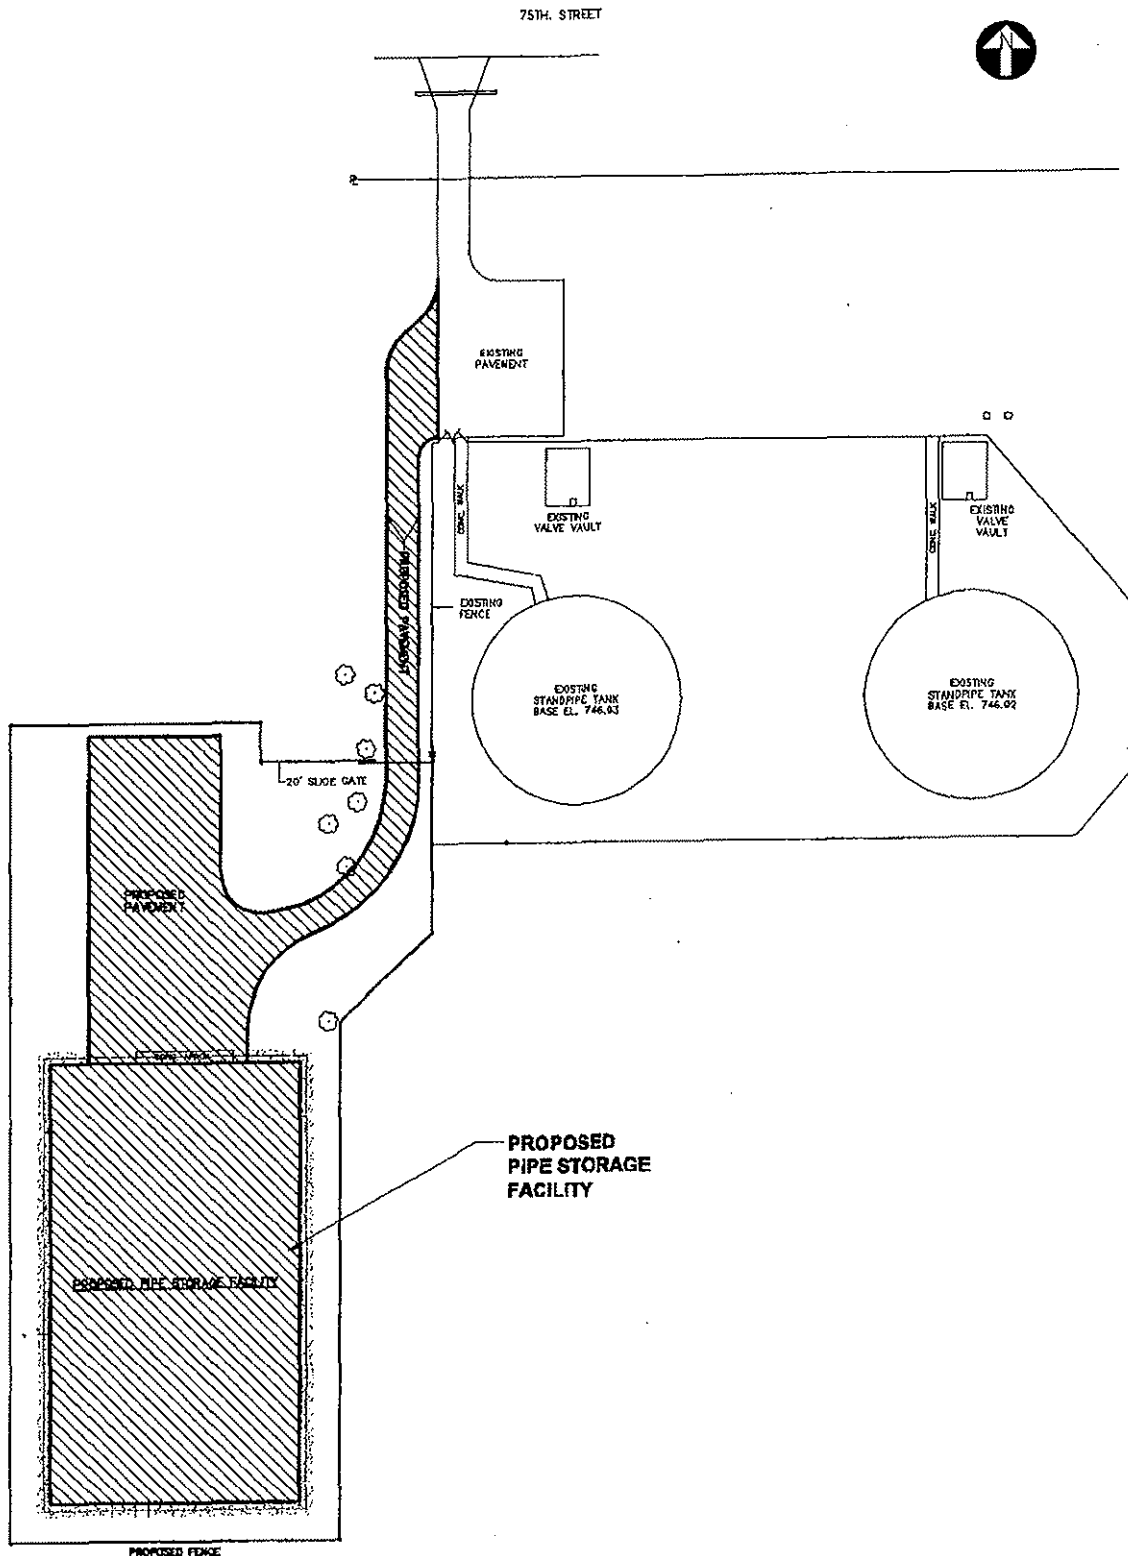 75TH. STREET
N
EXISTING
PAVEMENT
CONC. WALK
EXISTING
VALVE VAULT
CONC. WALK
EXISTING
VALVE
VAULT
PROPOSED PAVEMENT
EXISTING
FENCE
EXISTING
STANDPIPE TANK
BASE EL. 746.03
EXISTING
STANDPIPE TANK
BASE EL. 746.02
20' SLIDE GATE
PROPOSED
PAVEMENT
CONC. APRON
PROPOSED
PIPE STORAGE
FACILITY
PROPOSED PIPE STORAGE FACILITY
PROPOSED FENCE